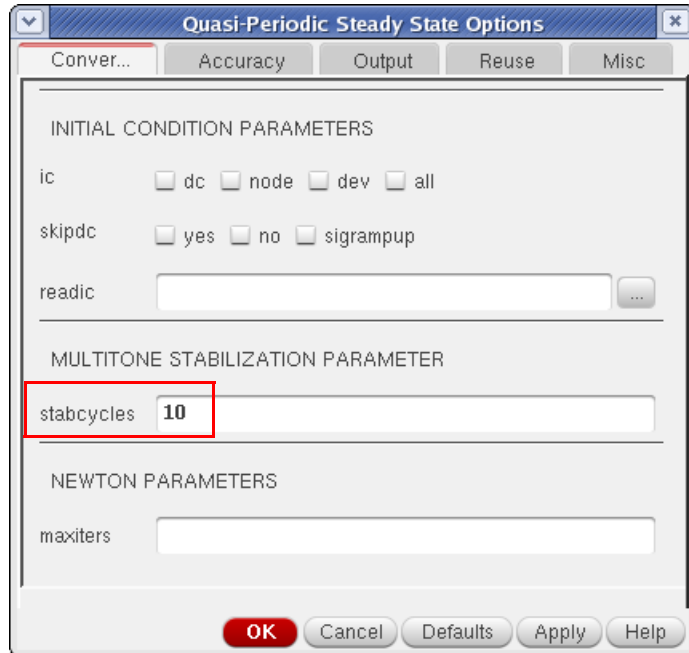 Quasi-Periodic Steady State Options
Conver... Accuracy Output Reuse Misc
INITIAL CONDITION PARAMETERS
ic dc node dev all
skipdc yes no sigrampup
readic ...
MULTITONE STABILIZATION PARAMETER
stabcycles 10
NEWTON PARAMETERS
maxiters
OK Cancel Defaults Apply Help